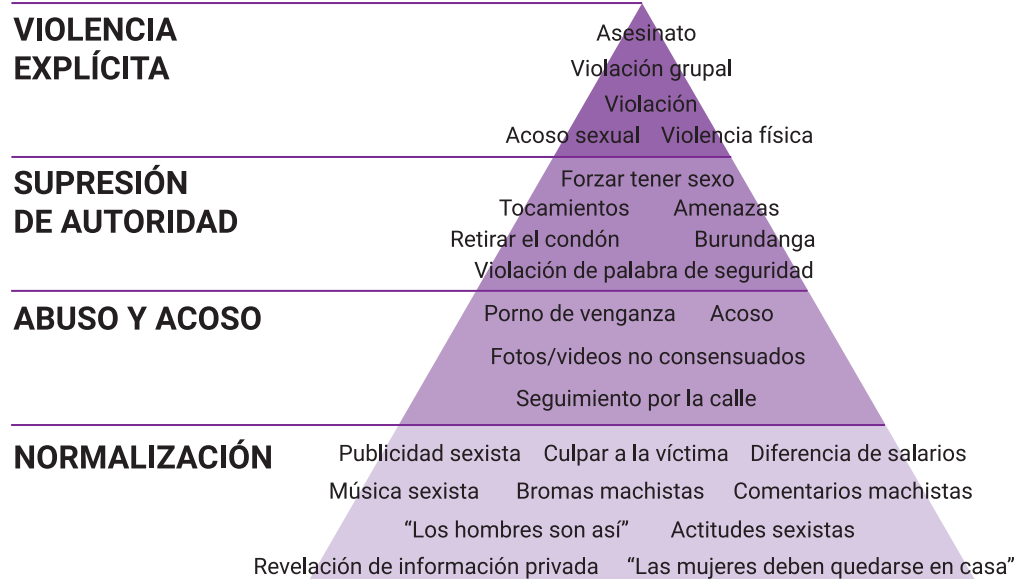 VIOLENCIA
EXPLÍCITA
Asesinato
Violación grupal
Violación
Acoso sexual Violencia física
SUPRESIÓN
DE AUTORIDAD
Forzar tener sexo
Tocamientos Amenazas
Retirar el condón Burundanga
Violación de palabra de seguridad
ABUSO Y ACOSO
Porno de venganza Acoso
Fotos/videos no consensuados
Seguimiento por la calle
NORMALIZACIÓN
Publicidad sexista Culpar a la víctima Diferencia de salarios
Música sexista Bromas machistas Comentarios machistas
“Los hombres son así” Actitudes sexistas
Revelación de información privada “Las mujeres deben quedarse en casa”